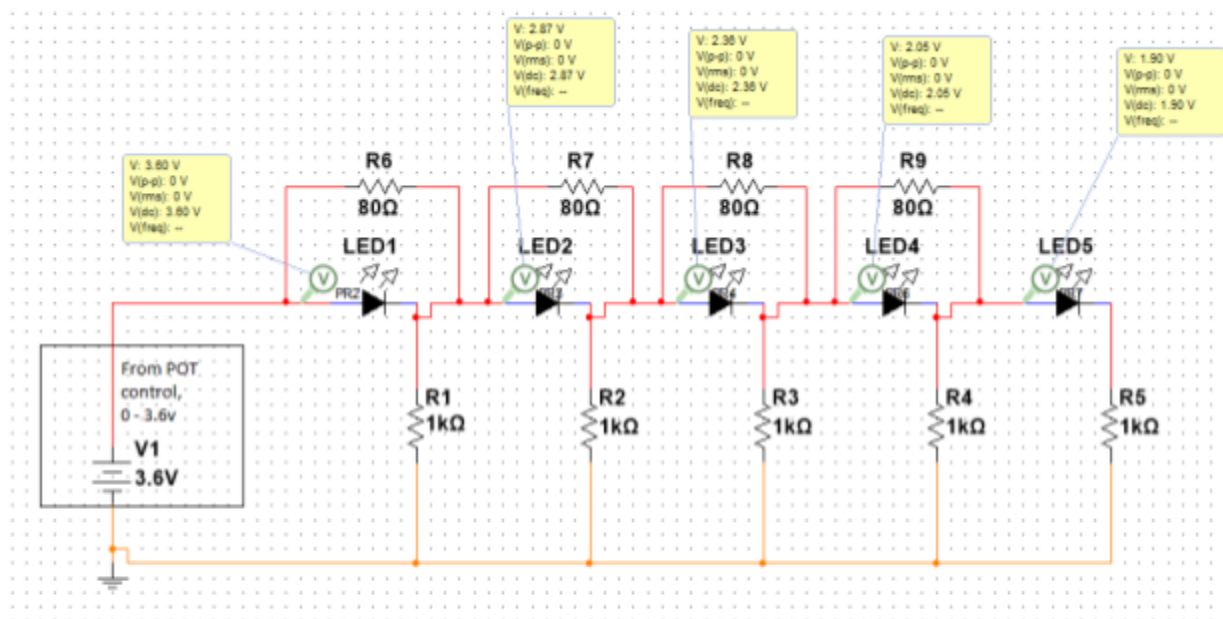 V: 2.87 V
V(p-p): 0 V
V(rms): 0 V
V(dc): 2.87 V
V(freq): --
V: 2.36 V
V(p-p): 0 V
V(rms): 0 V
V(dc): 2.36 V
V(freq): --
V: 2.05 V
V(p-p): 0 V
V(rms): 0 V
V(dc): 2.05 V
V(freq): --
V: 1.90 V
V(p-p): 0 V
V(rms): 0 V
V(dc): 1.90 V
V(freq): --
V: 3.60 V
V(p-p): 0 V
V(rms): 0 V
V(dc): 3.60 V
V(freq): --
R6
80Ω
R7
80Ω
R8
80Ω
R9
80Ω
LED1
LED2
LED3
LED4
LED5
V
V
V
V
V
PR2
R1
1kΩ
R2
1kΩ
R3
1kΩ
R4
1kΩ
R5
1kΩ
From POT
control,
0 - 3.6v
V1
3.6V